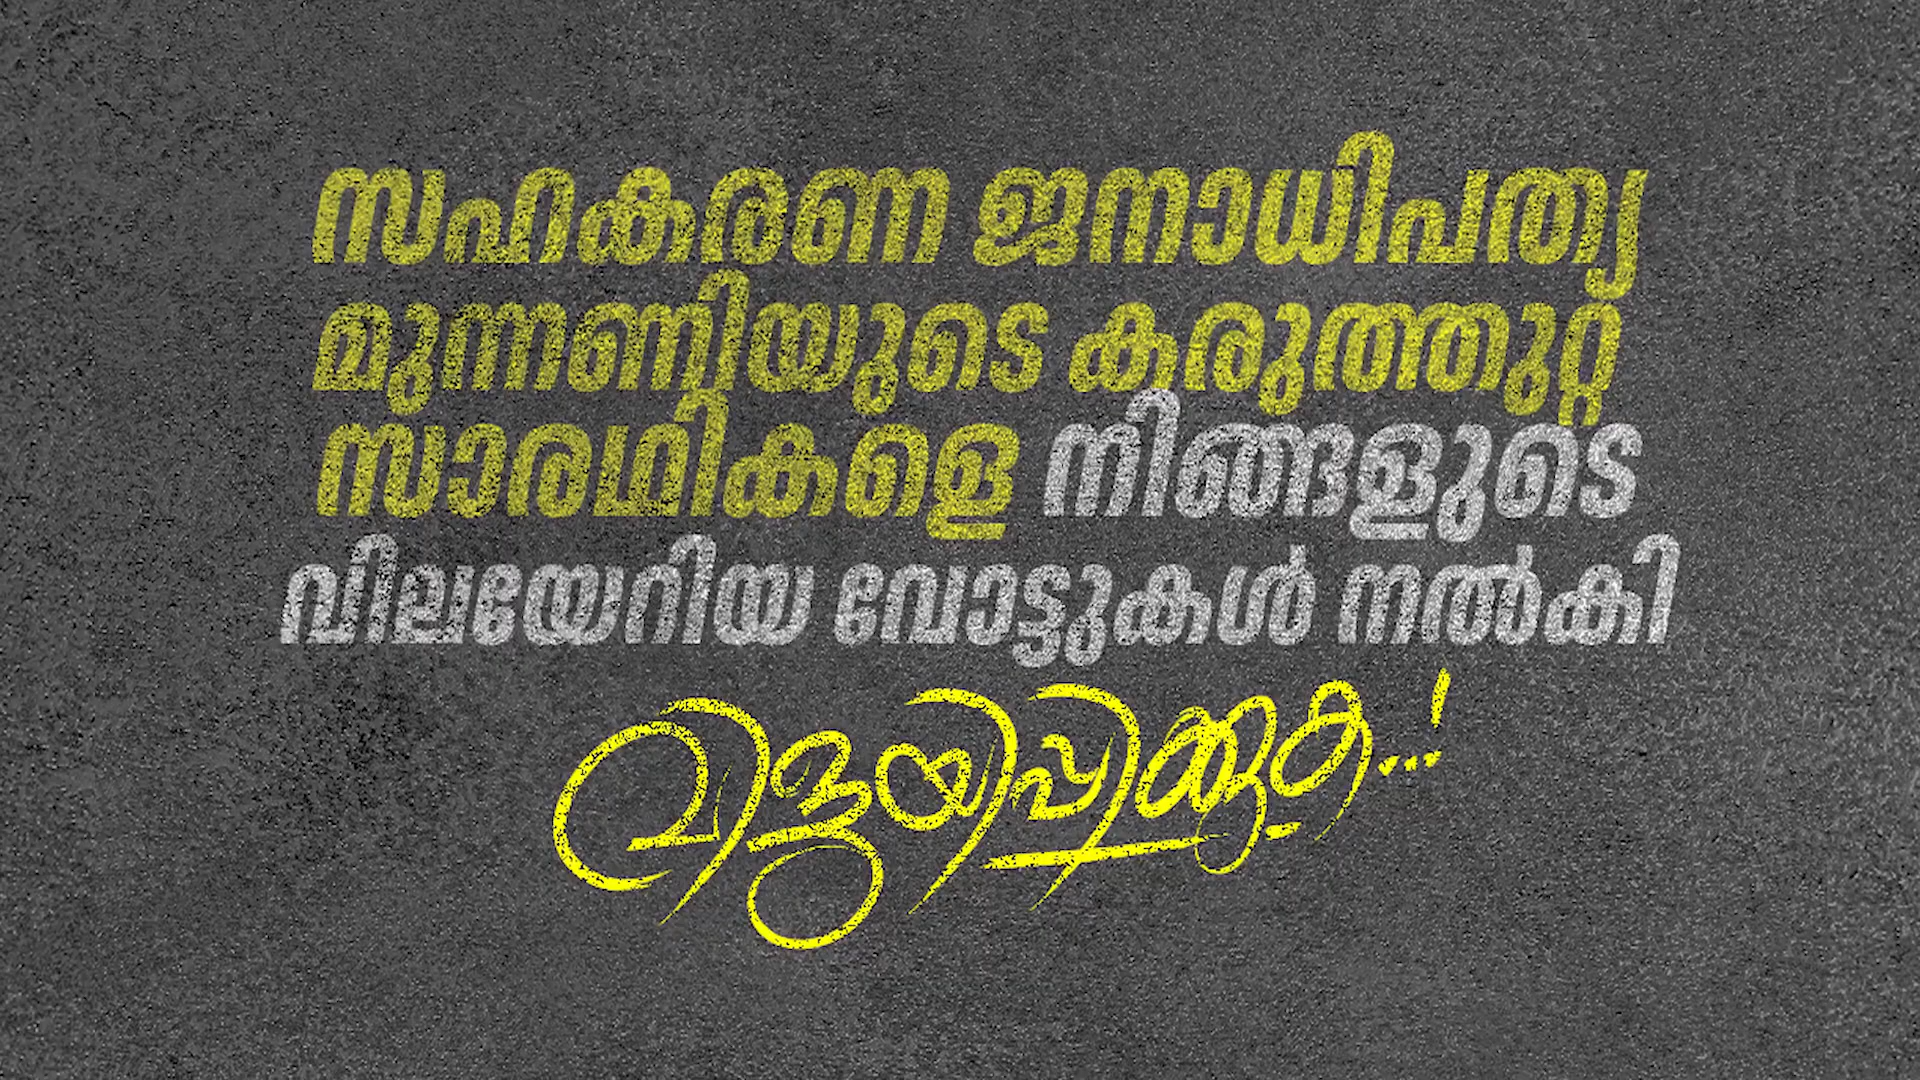 സഹകരണ ജനാധിപത്യ
മുന്നണിയുടെ കരുത്തുറ്റ
സാരഥികളെ നിങ്ങളുടെ
വിലയേറിയ വോട്ടുകൾ നൽകി
വിജയിപ്പിക്കുക..!